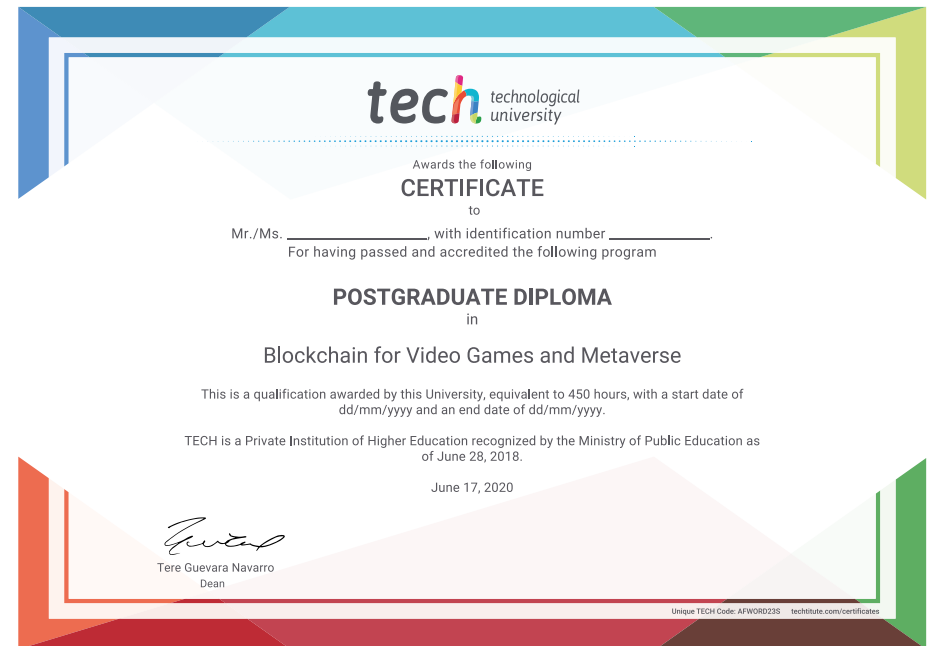 tech technological
university
Awards the following
CERTIFICATE
to
Mr./Ms. ____________________, with identification number ______________.
For having passed and accredited the following program
POSTGRADUATE DIPLOMA
in
Blockchain for Video Games and Metaverse
This is a qualification awarded by this University, equivalent to 450 hours, with a start date of
dd/mm/yyyy and an end date of dd/mm/yyyy.
TECH is a Private Institution of Higher Education recognized by the Ministry of Public Education as
of June 28, 2018.
June 17, 2020
Tere Guevara Navarro
Dean
Unique TECH Code: AFWORD23S techtitute.com/certificates